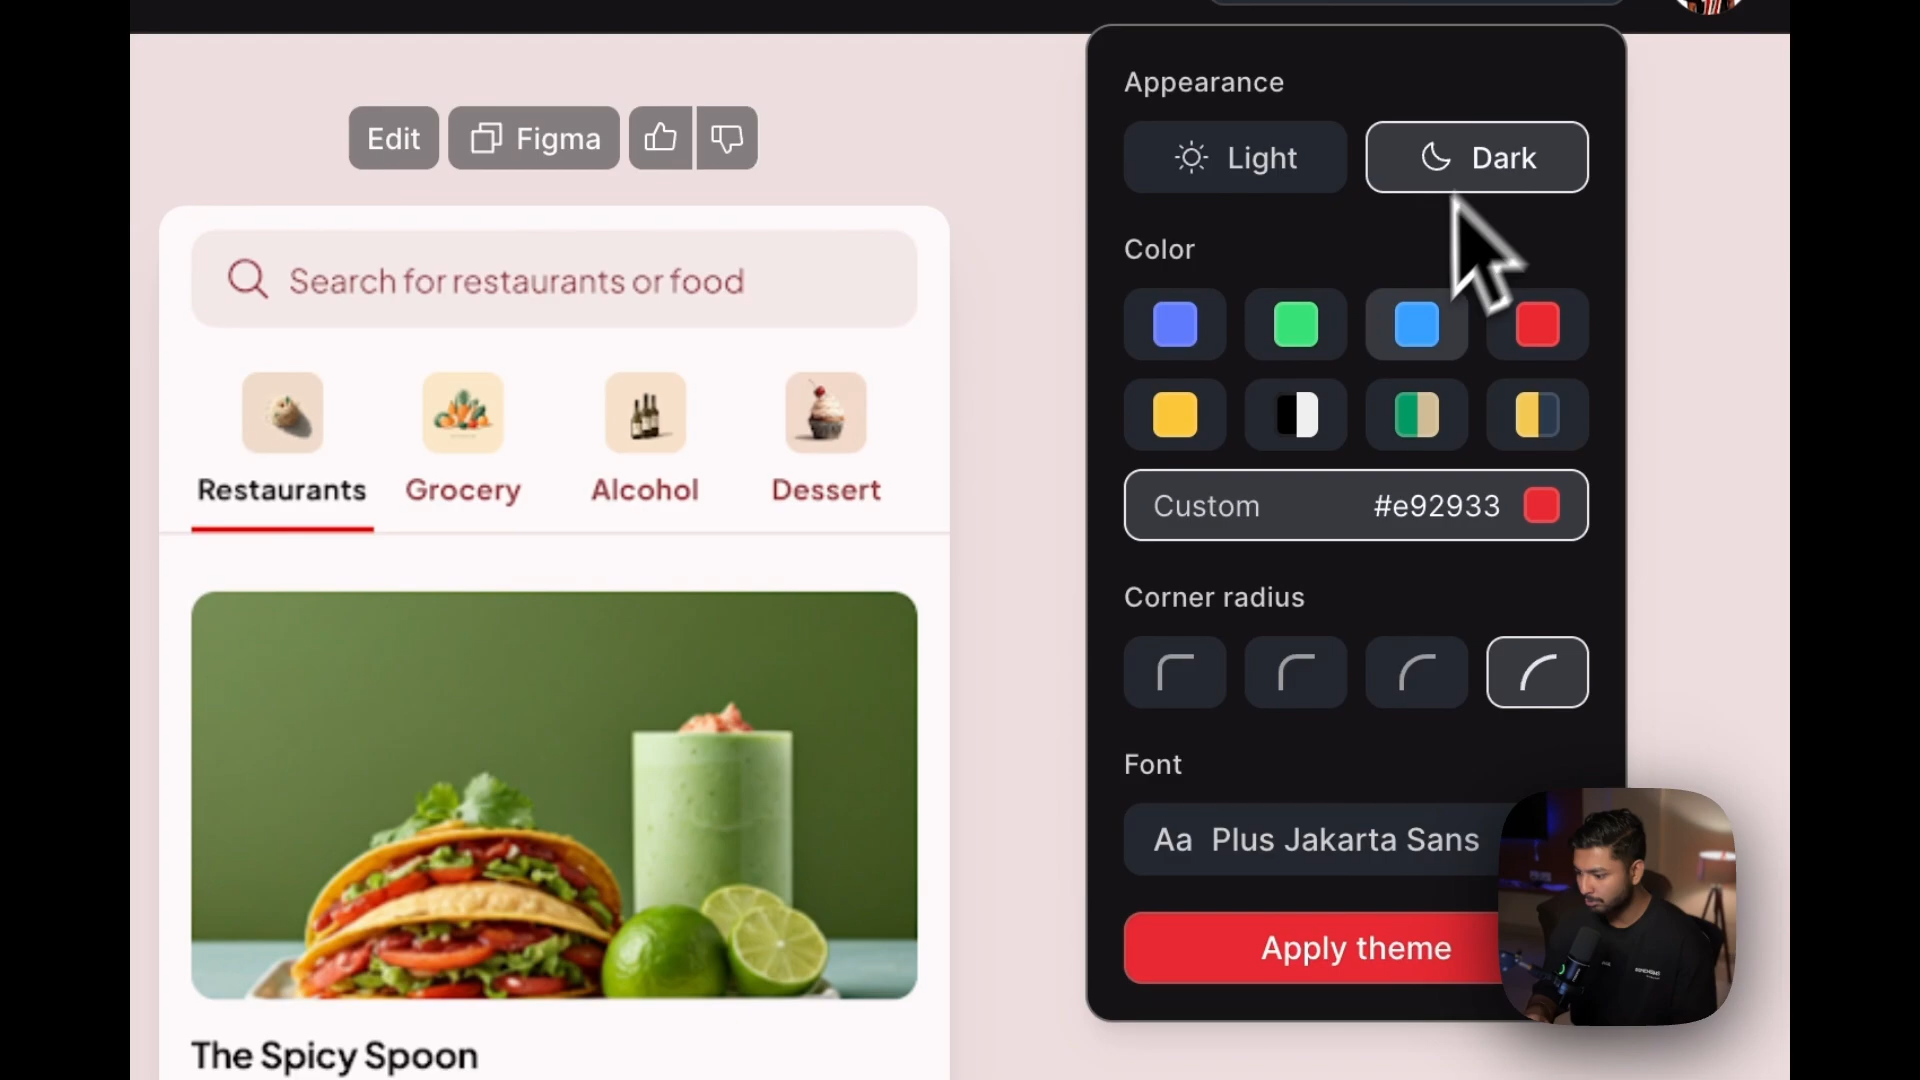 Edit
Figma
Search for restaurants or food
Restaurants
Grocery
Alcohol
Dessert
The Spicy Spoon
Appearance
Light
Dark
Color
Custom
#e92933
Corner radius
Font
Aa Plus Jakarta Sans
Apply theme